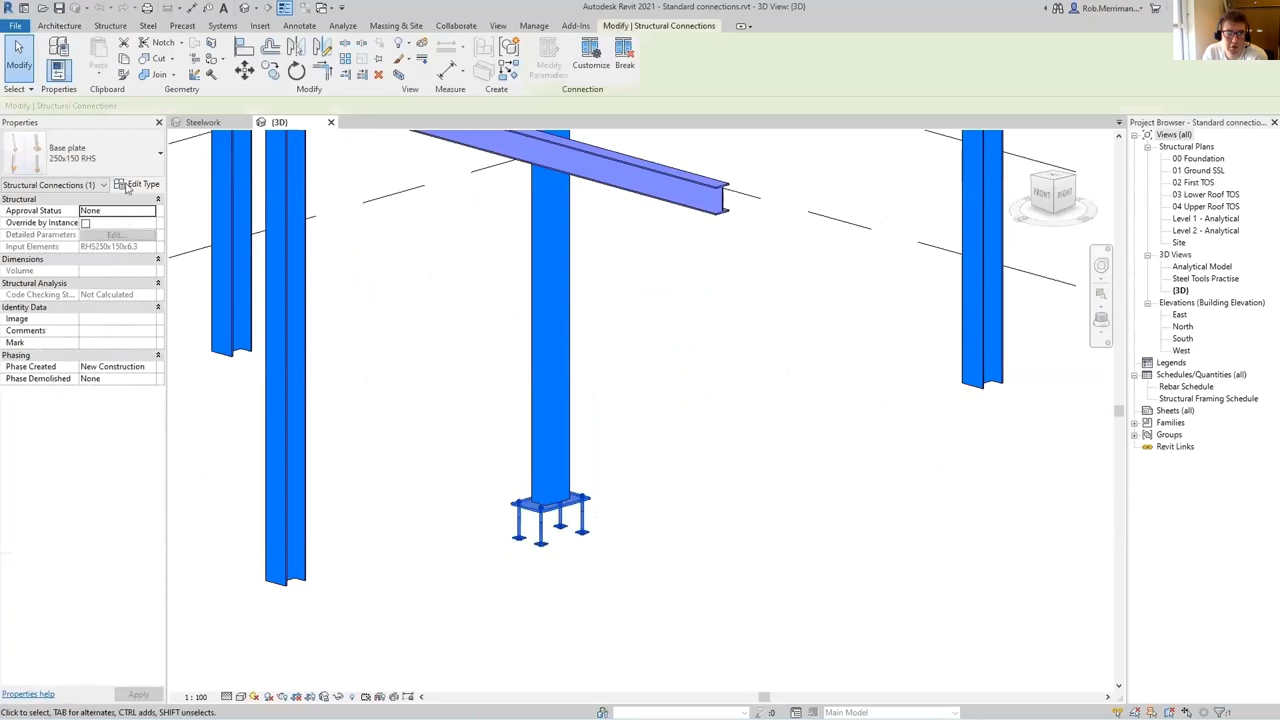 Autodesk Revit 2021 - Standard connections.rvt - 3D View: {3D}
Rob.Merriman...
File Architecture Structure Steel Precast Systems Insert Annotate Analyze Massing & Site Collaborate View Manage Add-Ins Modify | Structural Connections
Modify
Paste
Notch
Cut
Join
Modify Parameters
Customize
Break
Select Properties Clipboard Geometry Modify View Measure Create Connection
Modify | Structural Connections
Properties
Steelwork
{3D}
Base plate
250x150 RHS
Structural Connections (1)
Edit Type
Structural
Approval Status None
Override by Instance
Detailed Parameters Edit...
Input Elements RHS250x150x6.3
Dimensions
Volume
Structural Analysis
Code Checking St... Not Calculated
Identity Data
Image
Comments
Mark
Phasing
Phase Created New Construction
Phase Demolished None
Properties help
Apply
FRONT RIGHT
Project Browser - Standard connectio...
Views (all)
Structural Plans
00 Foundation
01 Ground SSL
02 First TOS
03 Lower Roof TOS
04 Upper Roof TOS
Level 1 - Analytical
Level 2 - Analytical
Site
3D Views
Analytical Model
Steel Tools Practise
{3D}
Elevations (Building Elevation)
East
North
South
West
Legends
Schedules/Quantities (all)
Rebar Schedule
Structural Framing Schedule
Sheets (all)
Families
Groups
Revit Links
1 : 100
Click to select, TAB for alternates, CTRL adds, SHIFT unselects.
:0
Main Model
:1